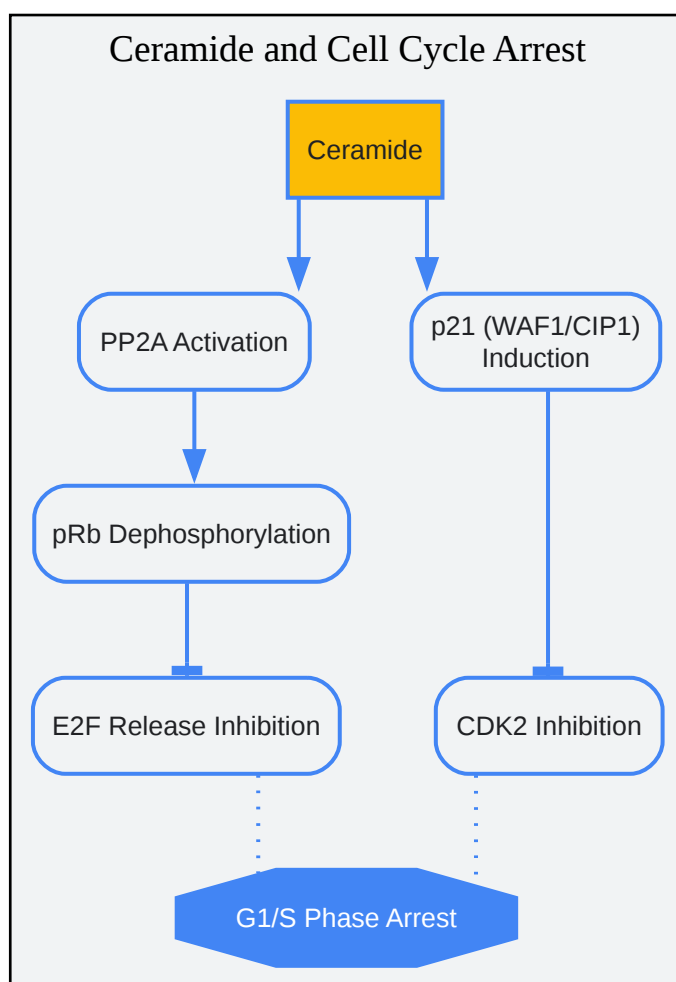 Ceramide and Cell Cycle Arrest
Ceramide
PP2A Activation
p21 (WAF1/CIP1)
Induction
pRb Dephosphorylation
E2F Release Inhibition
CDK2 Inhibition
G1/S Phase Arrest